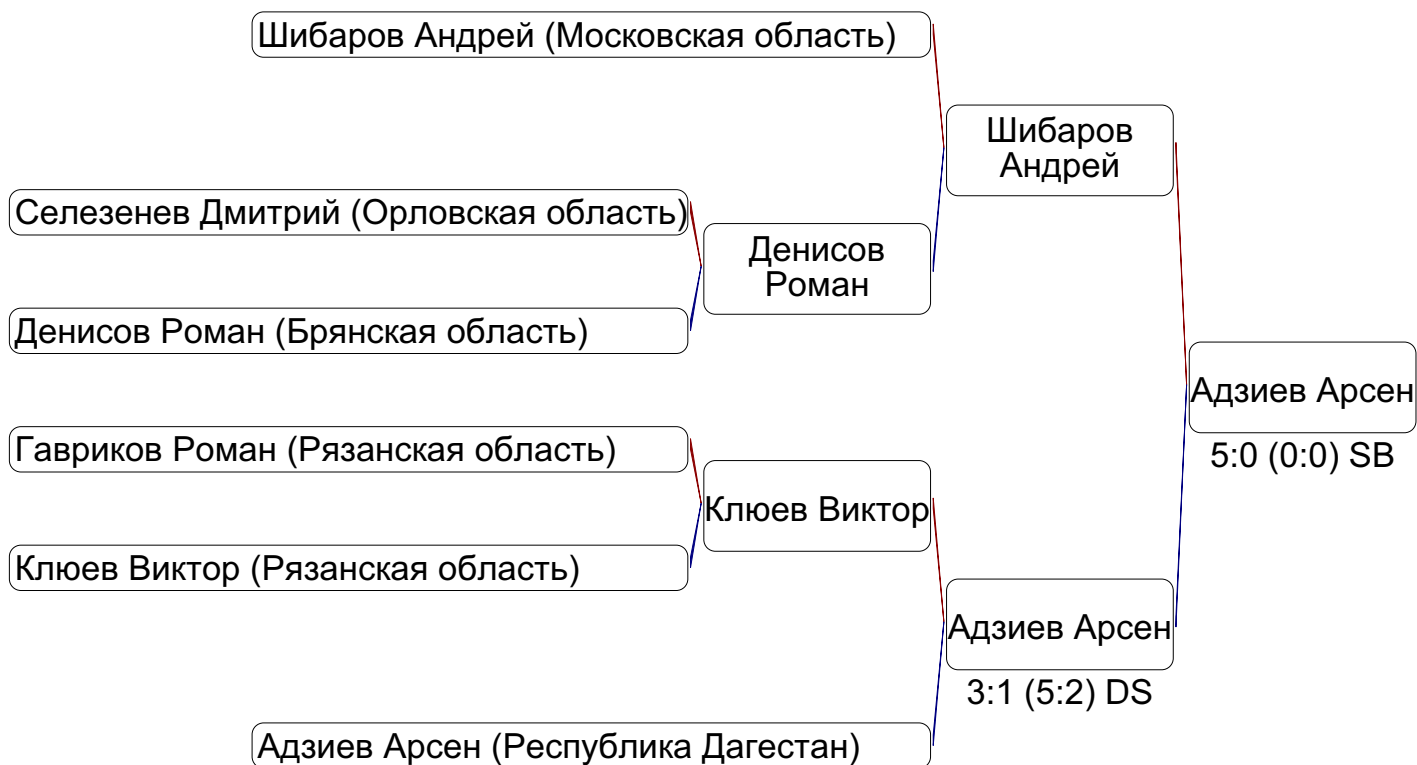 Шибаров Андрей (Московская область)
Шибаров
Андрей
Селезенев Дмитрий (Орловская область)
Денисов
Роман
Денисов Роман (Брянская область)
Адзиев Арсен
5:0 (0:0) SB
Гавриков Роман (Рязанская область)
Клюев Виктор
Клюев Виктор (Рязанская область)
Адзиев Арсен
3:1 (5:2) DS
Адзиев Арсен (Республика Дагестан)